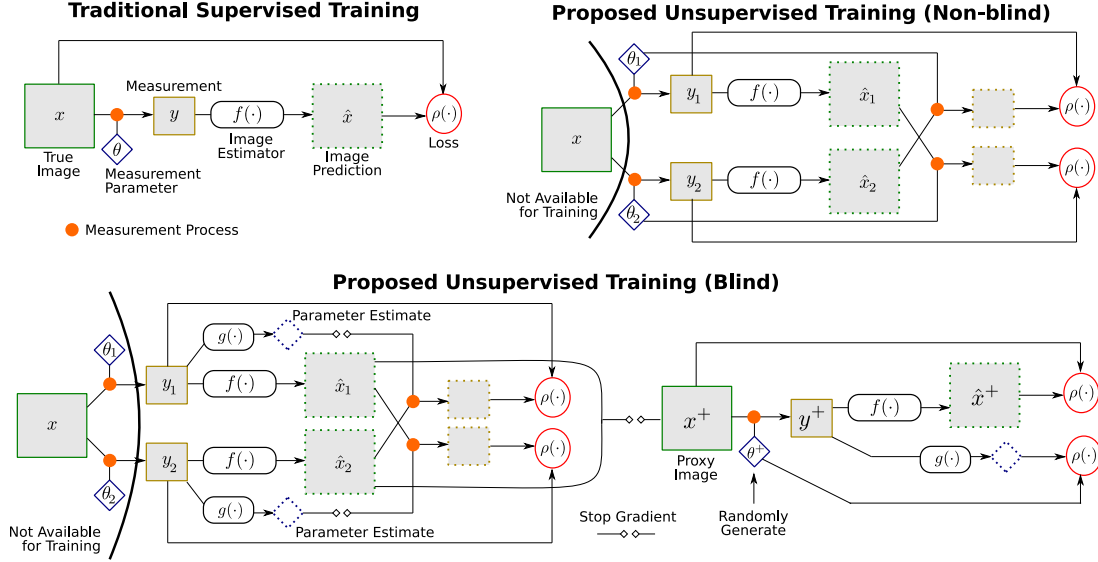 Traditional Supervised Training
x
θ
Measurement
y
f(·)
x̂
ρ(·)
True
Image
Measurement
Parameter
Image
Estimator
Image
Prediction
Loss
Measurement Process
Proposed Unsupervised Training (Non-blind)
x
Not Available
for Training
θ₁
y₁
f(·)
x̂₁
ρ(·)
θ₂
y₂
f(·)
x̂₂
ρ(·)
Proposed Unsupervised Training (Blind)
x
Not Available
for Training
θ₁
y₁
g(·)
Parameter Estimate
f(·)
x̂₁
ρ(·)
θ₂
y₂
f(·)
x̂₂
ρ(·)
g(·)
Parameter Estimate
Stop Gradient
x⁺
Proxy
Image
θ⁺
Randomly
Generate
y⁺
f(·)
x̂⁺
ρ(·)
g(·)
ρ(·)